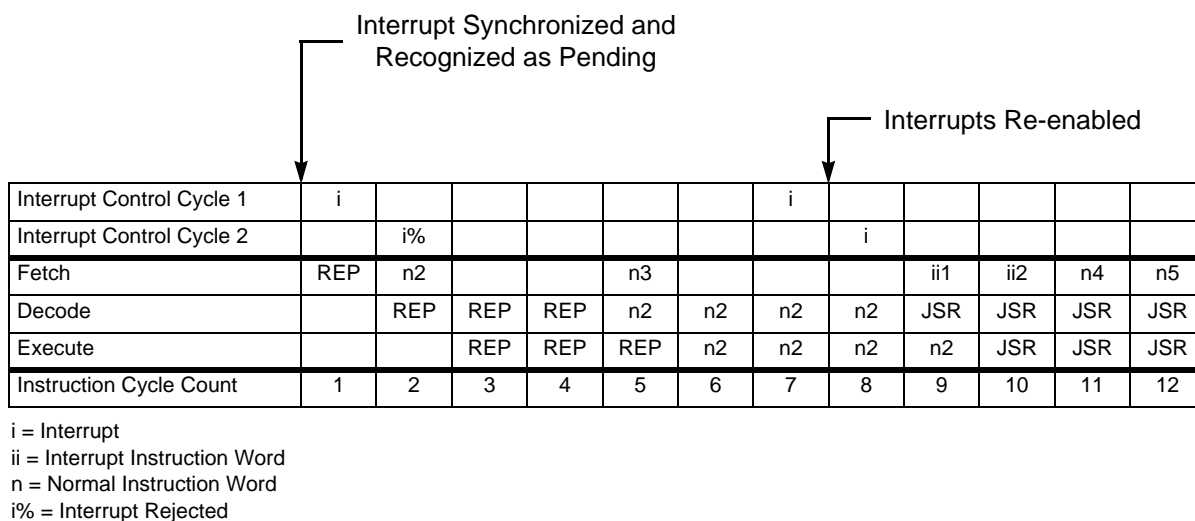 Interrupt Synchronized and
Recognized as Pending
Interrupts Re-enabled
Interrupt Control Cycle 1 i i
Interrupt Control Cycle 2 i% i
Fetch REP n2 n3 ii1 ii2 n4 n5
Decode REP REP REP n2 n2 n2 n2 JSR JSR JSR JSR
Execute REP REP REP n2 n2 n2 n2 JSR JSR JSR
Instruction Cycle Count 1 2 3 4 5 6 7 8 9 10 11 12
i = Interrupt
ii = Interrupt Instruction Word
n = Normal Instruction Word
i% = Interrupt Rejected